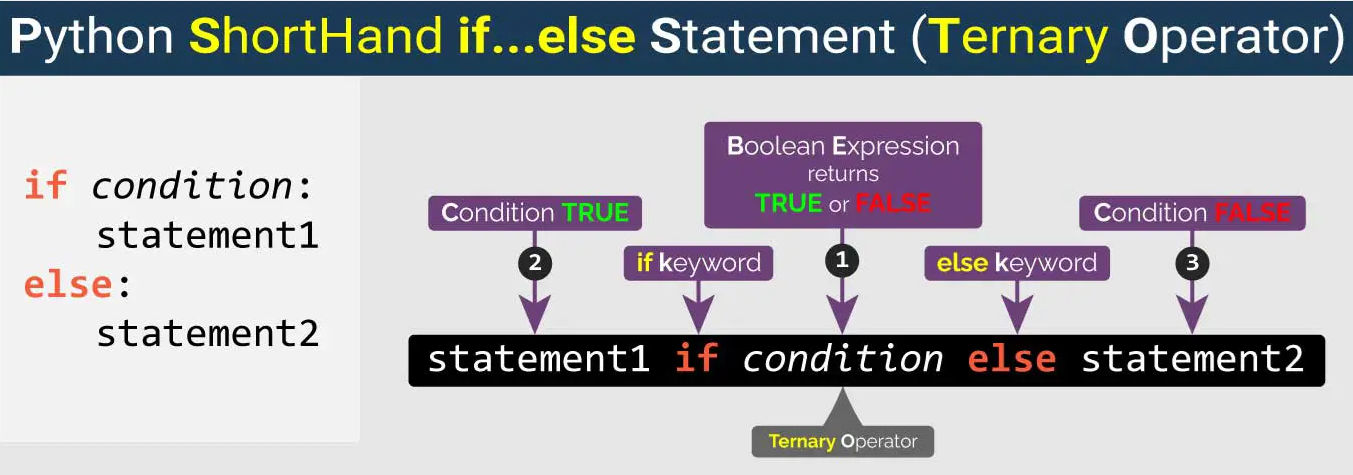 Python ShortHand if...else Statement (Ternary Operator)
if condition:
    statement1
else:
    statement2
Boolean Expression
returns
TRUE or FALSE
Condition TRUE
Condition FALSE
2
if keyword
1
else keyword
3
statement1 if condition else statement2
Ternary Operator